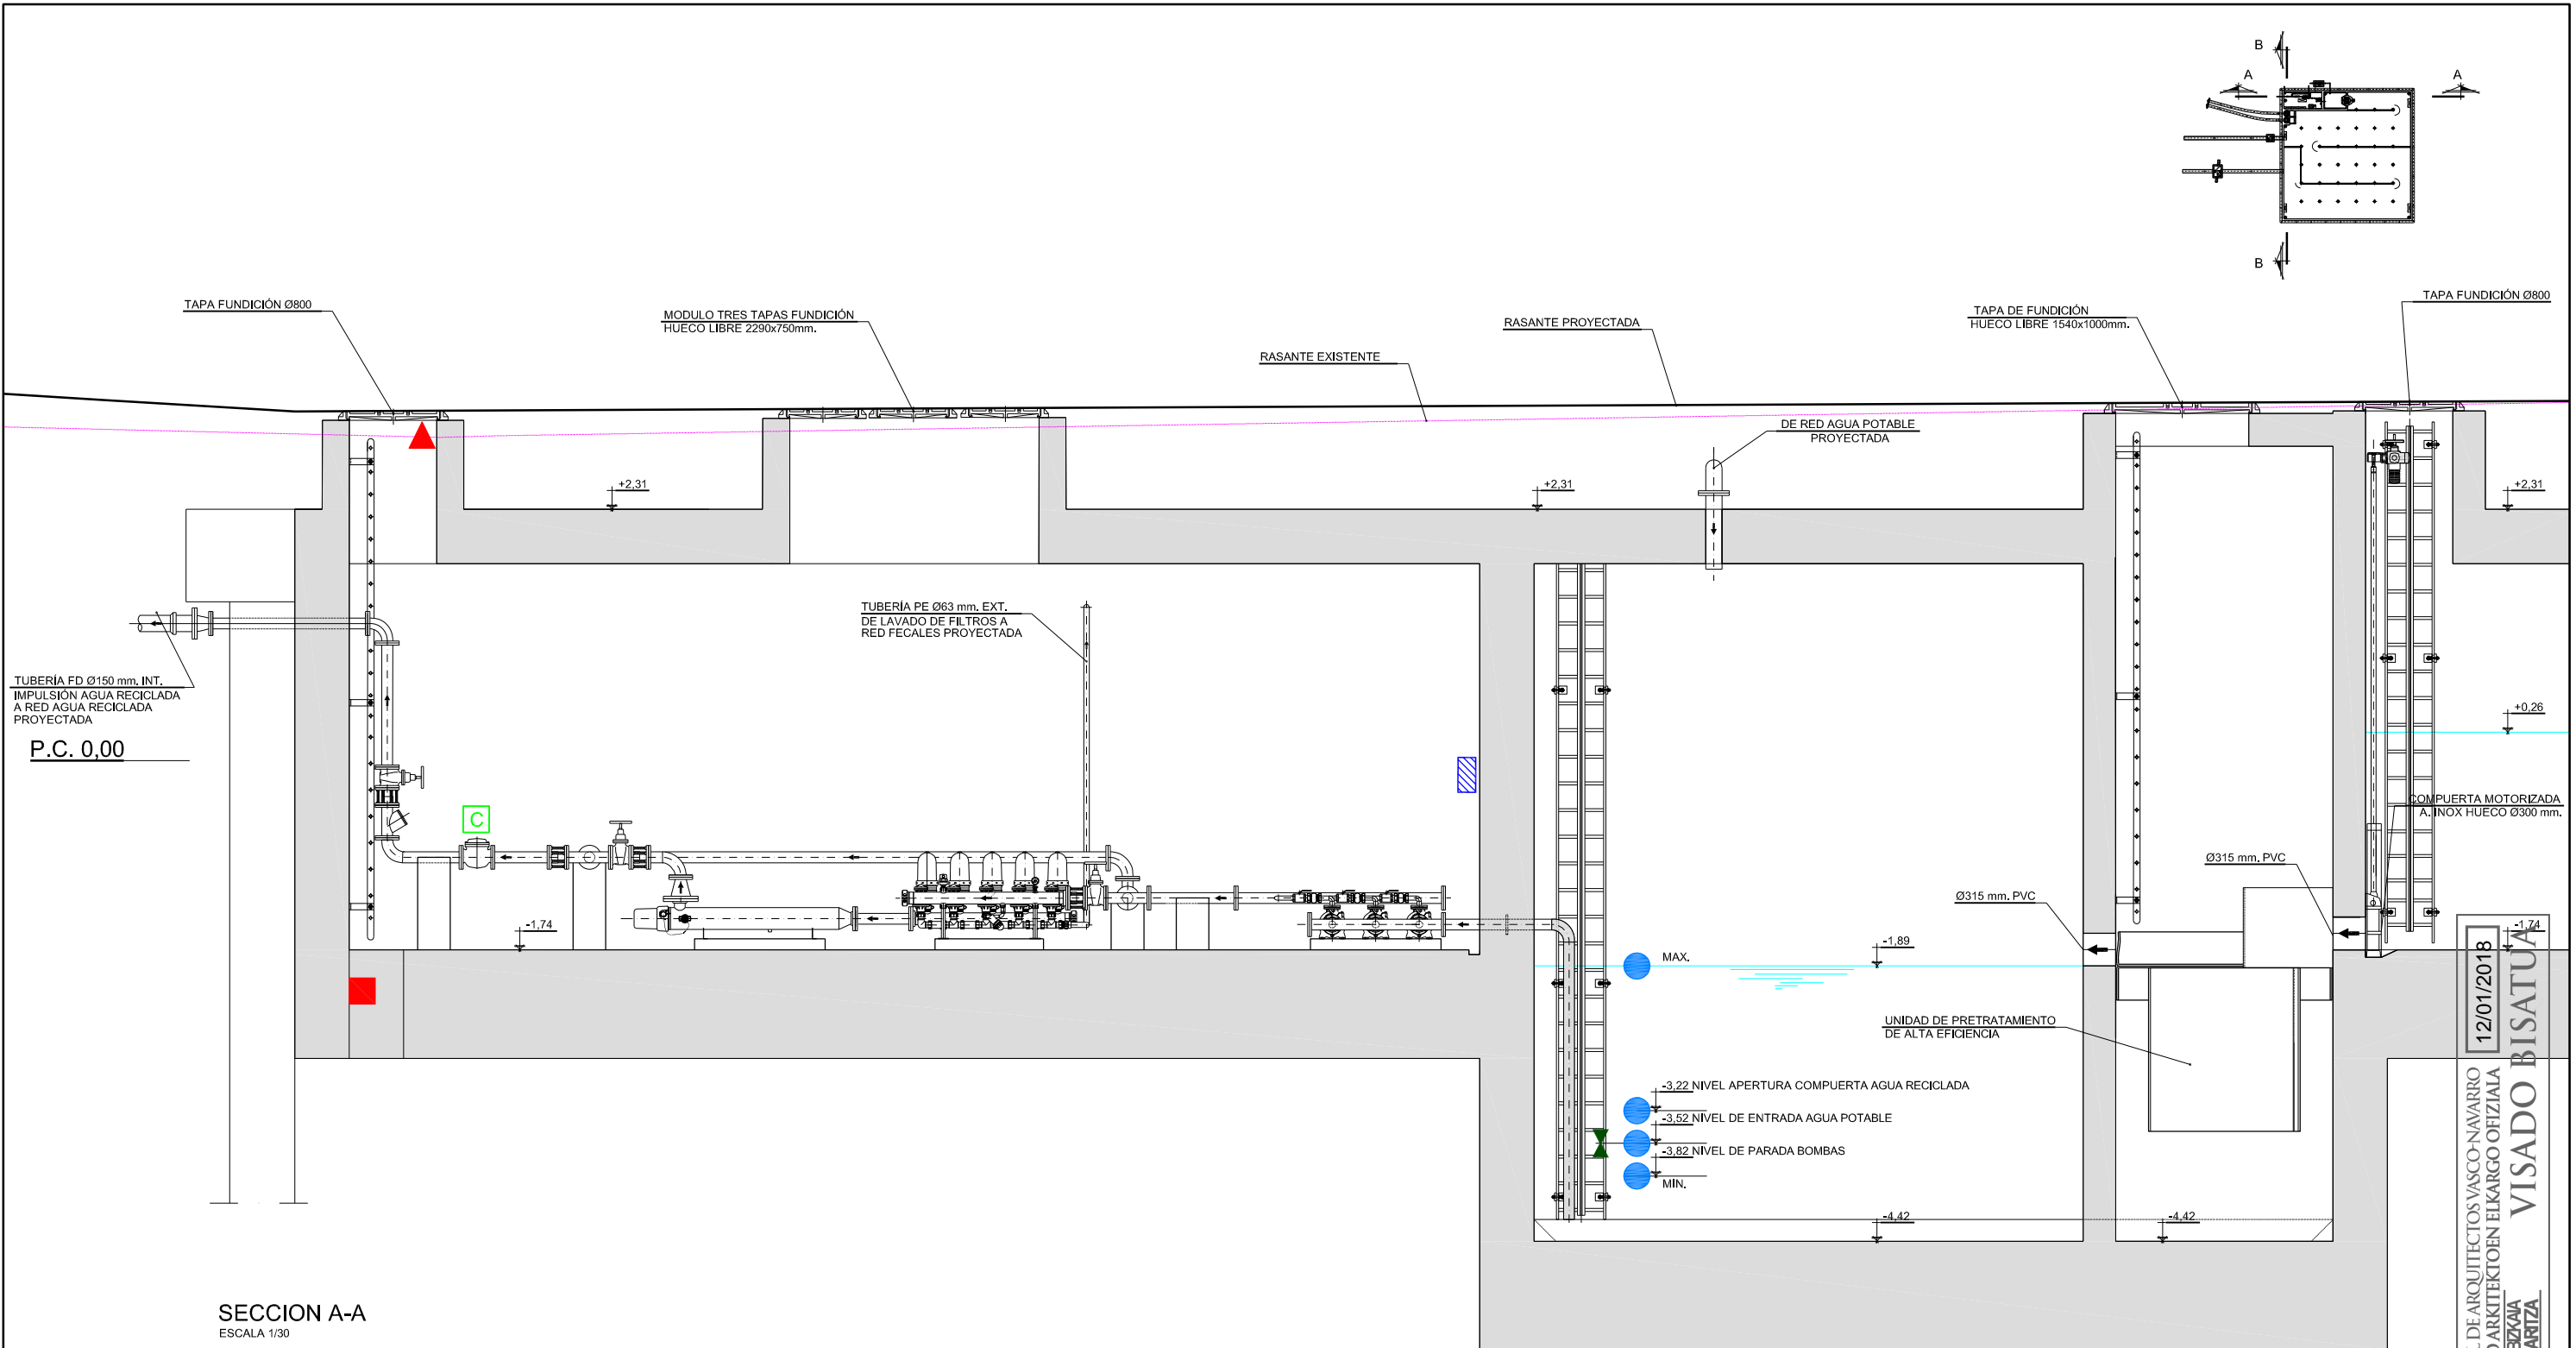 B
A
A
B
TAPA FUNDICIÓN Ø800
MODULO TRES TAPAS FUNDICIÓN
HUECO LIBRE 2290x750mm.
RASANTE EXISTENTE
RASANTE PROYECTADA
TAPA DE FUNDICIÓN
HUECO LIBRE 1540x1000mm.
TAPA FUNDICIÓN Ø800
DE RED AGUA POTABLE
PROYECTADA
+2,31
+2,31
+2,31
TUBERÍA PE Ø63 mm. EXT.
DE LAVADO DE FILTROS A
RED FECALES PROYECTADA
TUBERÍA FD Ø150 mm. INT.
IMPULSIÓN AGUA RECICLADA
A RED AGUA RECICLADA
PROYECTADA
P.C. 0,00
+0,26
COMPUERTA MOTORIZADA
A. INOX HUECO Ø300 mm.
C
Ø315 mm. PVC
Ø315 mm. PVC
-1,74
-1,74
-1,89
MAX.
UNIDAD DE PRETRATAMIENTO
DE ALTA EFICIENCIA
-3,22 NIVEL APERTURA COMPUERTA AGUA RECICLADA
-3,52 NIVEL DE ENTRADA AGUA POTABLE
-3,82 NIVEL DE PARADA BOMBAS
MIN.
-4,42
-4,42
SECCION A-A
ESCALA 1/30
DE ARQUITECTOS VASCO-NAVARRO
ARKITEKTOEN ELKARGO OFIZIALA
12/01/2018
VISADO BISATUA